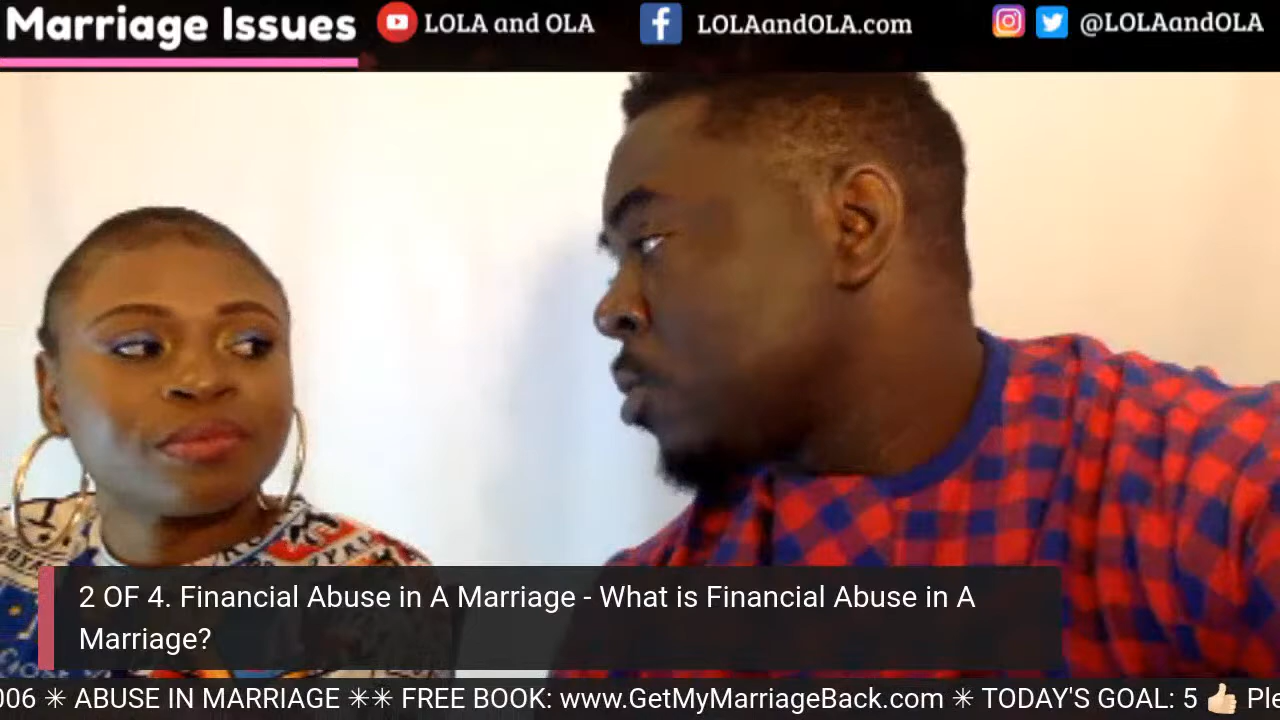 Marriage Issues
LOLA and OLA
LOLAandOLA.com
@LOLAandOLA
2 OF 4. Financial Abuse in A Marriage - What is Financial Abuse in A
Marriage?
006 ✳ ABUSE IN MARRIAGE ✳✳ FREE BOOK: www.GetMyMarriageBack.com ✳ TODAY'S GOAL: 5 👍🏻